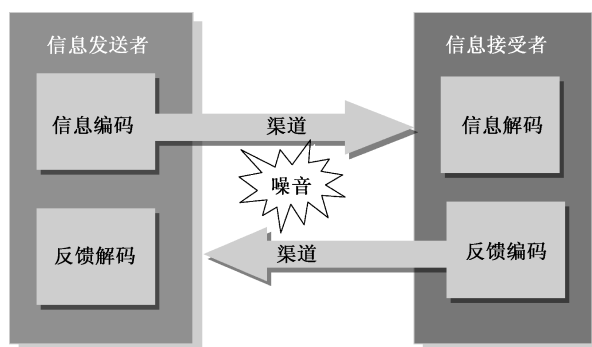 信息发送者
信息接受者
信息编码
渠道
信息解码
噪音
反馈解码
渠道
反馈编码